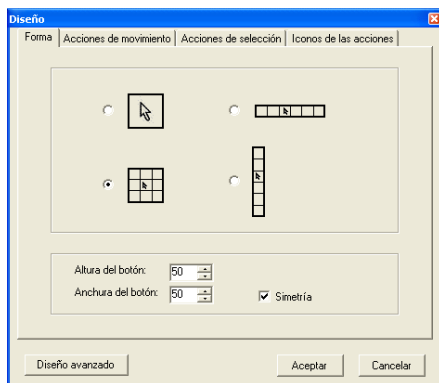 Diseño
Forma
Acciones de movimiento
Acciones de selección
Iconos de las acciones
Altura del botón:
50
Anchura del botón:
50
Simetría
Diseño avanzado
Aceptar
Cancelar